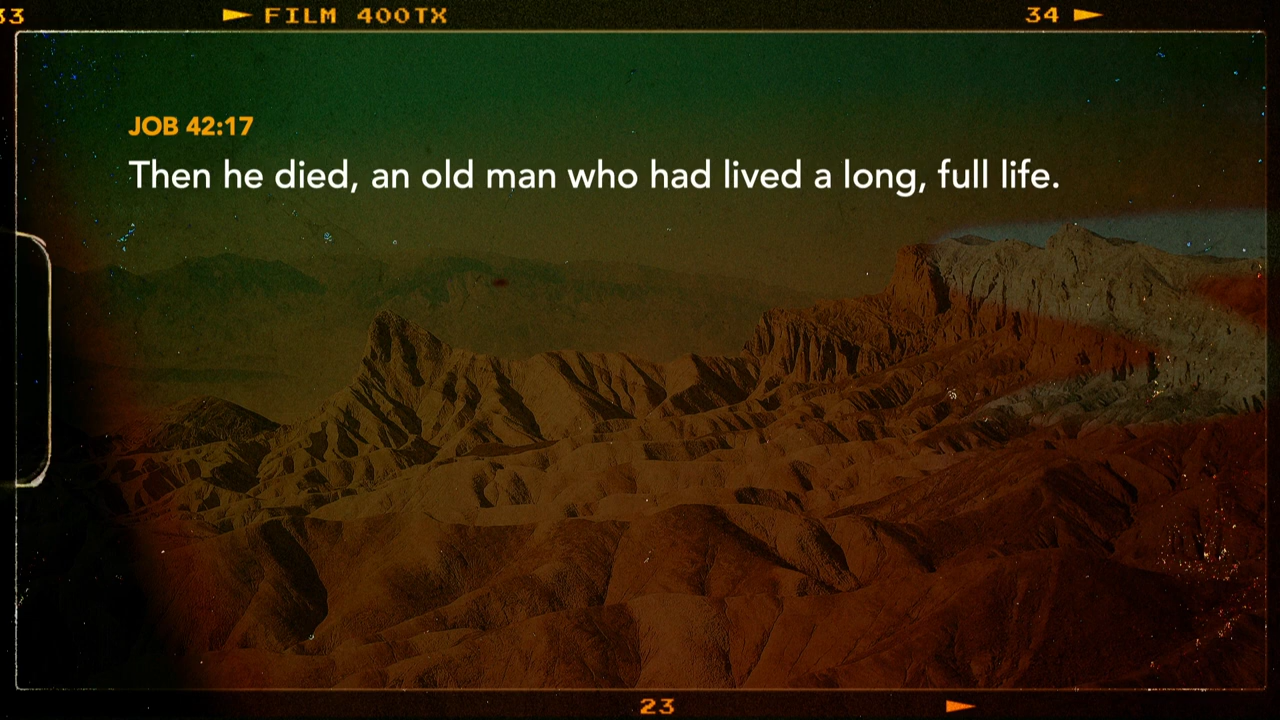 33 FILM 400TX 34
JOB 42:17
Then he died, an old man who had lived a long, full life.
23